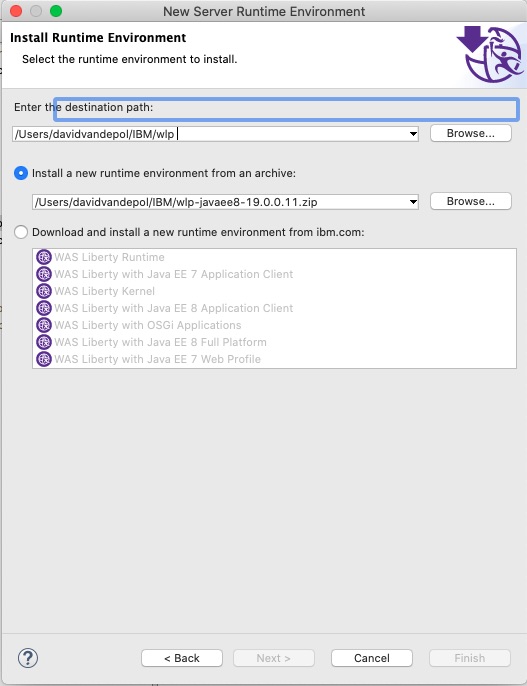 New Server Runtime Environment
Install Runtime Environment
Select the runtime environment to install.
Enter the destination path:
/Users/davidvandepol/IBM/wlp
Browse...
Install a new runtime environment from an archive:
/Users/davidvandepol/IBM/wlp-javaee8-19.0.0.11.zip
Browse...
Download and install a new runtime environment from ibm.com:
WAS Liberty Runtime
WAS Liberty with Java EE 7 Application Client
WAS Liberty Kernel
WAS Liberty with Java EE 8 Application Client
WAS Liberty with OSGi Applications
WAS Liberty with Java EE 8 Full Platform
WAS Liberty with Java EE 7 Web Profile
?
< Back
Next >
Cancel
Finish